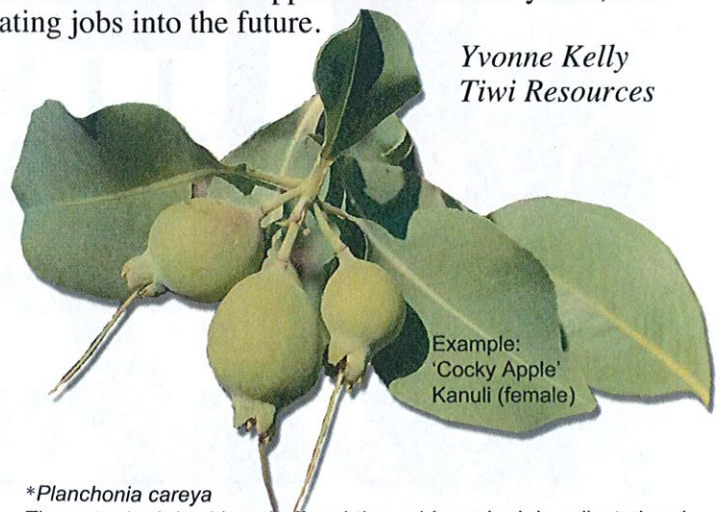 ating jobs into the future.
Yvonne Kelly
Tiwi Resources
Example:
'Cocky Apple'
Kanuli (female)
*Planchonia careya